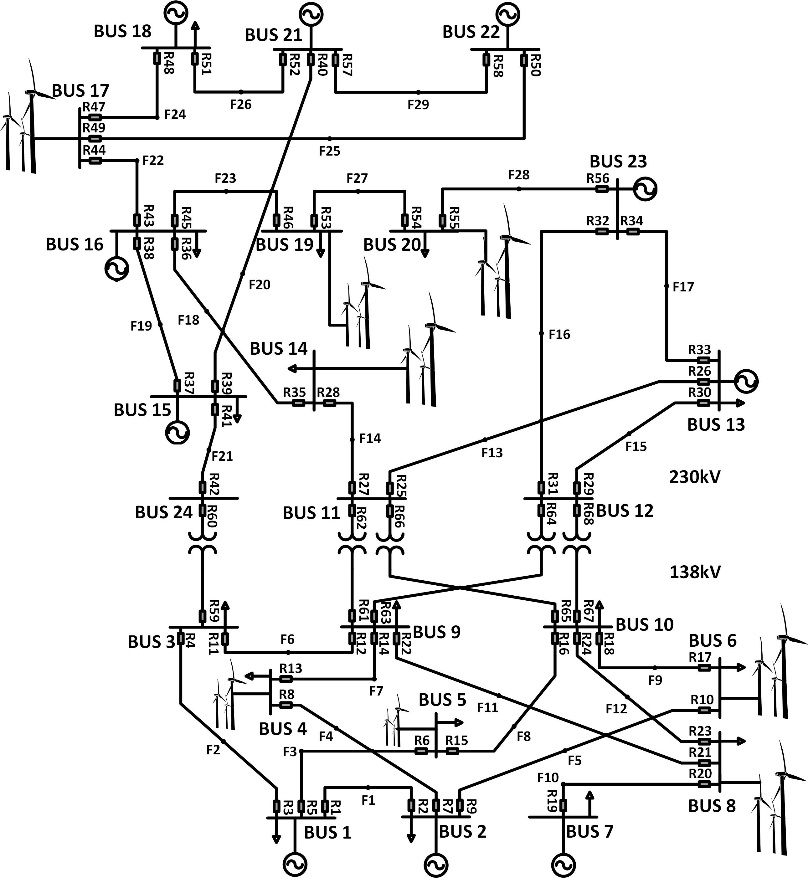 BUS 18
BUS 21
BUS 22
R48
R51
R52
R40
R57
R58
R50
BUS 17
R47
F24
F26
F29
R49
F25
R44
F22
F23
F27
F28
BUS 23
R56
R43
R45
R46
R53
R54
R55
R32
R34
BUS 16
R38
R36
BUS 19
BUS 20
F20
F17
F19
F18
F16
BUS 14
R33
R26
R37
R39
R35
R28
R30
BUS 15
R41
BUS 13
F21
F14
F13
F15
230kV
R42
R27
R25
R31
R29
BUS 24
R60
BUS 11
R62
R66
R64
R68
BUS 12
138kV
R59
R61
R63
R65
R67
BUS 3
R4
R11
F6
R12
R14
R22
BUS 9
R16
R24
R18
BUS 10
BUS 6
R13
F7
R17
F9
R8
BUS 4
BUS 5
F11
F12
R10
F2
F4
F3
R6
R15
F8
R23
F5
R21
F10
R20
R3
R5
R1
F1
R2
R7
R9
R19
BUS 8
BUS 1
BUS 2
BUS 7